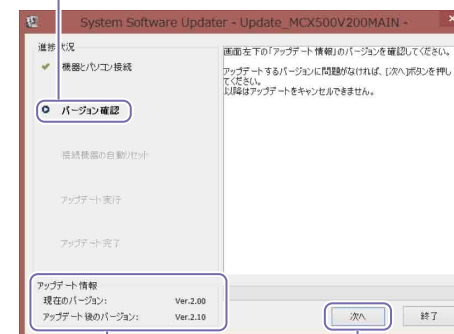 System Software Updater - Update_MCX500V200MAIN -
進捗状況
機器とパソコン接続
バージョン確認
接続機器の自動リセット
アップデート実行
アップデート完了
画面左下の「アップデート情報」のバージョンを確認してください。
アップデートするバージョンに問題がなければ、[次へ]ボタンを押し
てください。
以降はアップデートをキャンセルできません。
アップデート情報
現在のバージョン: Ver.2.00
アップデート後のバージョン: Ver.2.10
次へ
終了